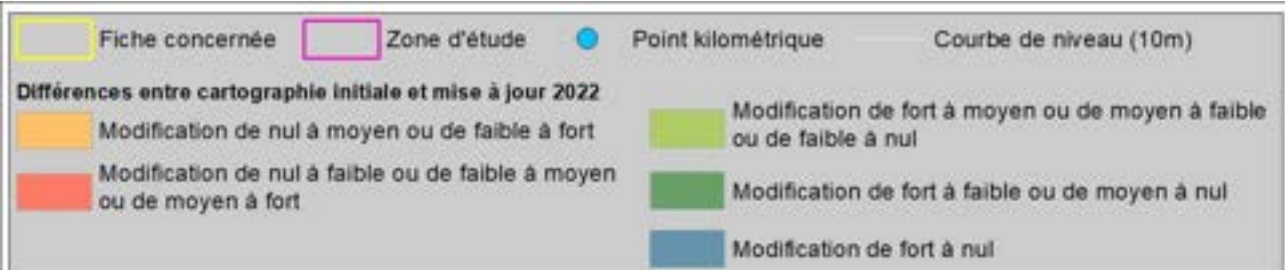 Fiche concernée Zone d'étude Point kilométrique Courbe de niveau (10m)
Différences entre cartographie initiale et mise à jour 2022
Modification de nul à moyen ou de faible à fort
Modification de nul à faible ou de faible à moyen
ou de moyen à fort
Modification de fort à moyen ou de moyen à faible
ou de faible à nul
Modification de fort à faible ou de moyen à nul
Modification de fort à nul